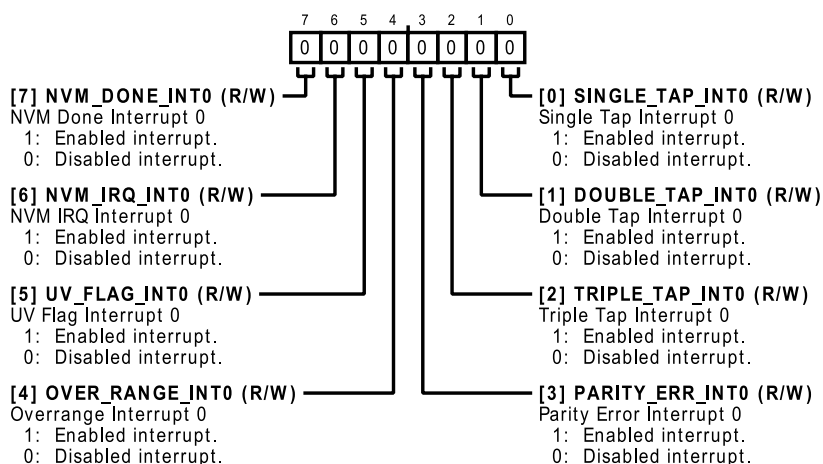 7 6 5 4 3 2 1 0
0 0 0 0 0 0 0 0
[7] NVM_DONE_INT0 (R/W)
NVM Done Interrupt 0
1: Enabled interrupt.
0: Disabled interrupt.
[6] NVM_IRQ_INT0 (R/W)
NVM IRQ Interrupt 0
1: Enabled interrupt.
0: Disabled interrupt.
[5] UV_FLAG_INT0 (R/W)
UV Flag Interrupt 0
1: Enabled interrupt.
0: Disabled interrupt.
[4] OVER_RANGE_INT0 (R/W)
Overrange Interrupt 0
1: Enabled interrupt.
0: Disabled interrupt.
[0] SINGLE_TAP_INT0 (R/W)
Single Tap Interrupt 0
1: Enabled interrupt.
0: Disabled interrupt.
[1] DOUBLE_TAP_INT0 (R/W)
Double Tap Interrupt 0
1: Enabled interrupt.
0: Disabled interrupt.
[2] TRIPLE_TAP_INT0 (R/W)
Triple Tap Interrupt 0
1: Enabled interrupt.
0: Disabled interrupt.
[3] PARITY_ERR_INT0 (R/W)
Parity Error Interrupt 0
1: Enabled interrupt.
0: Disabled interrupt.